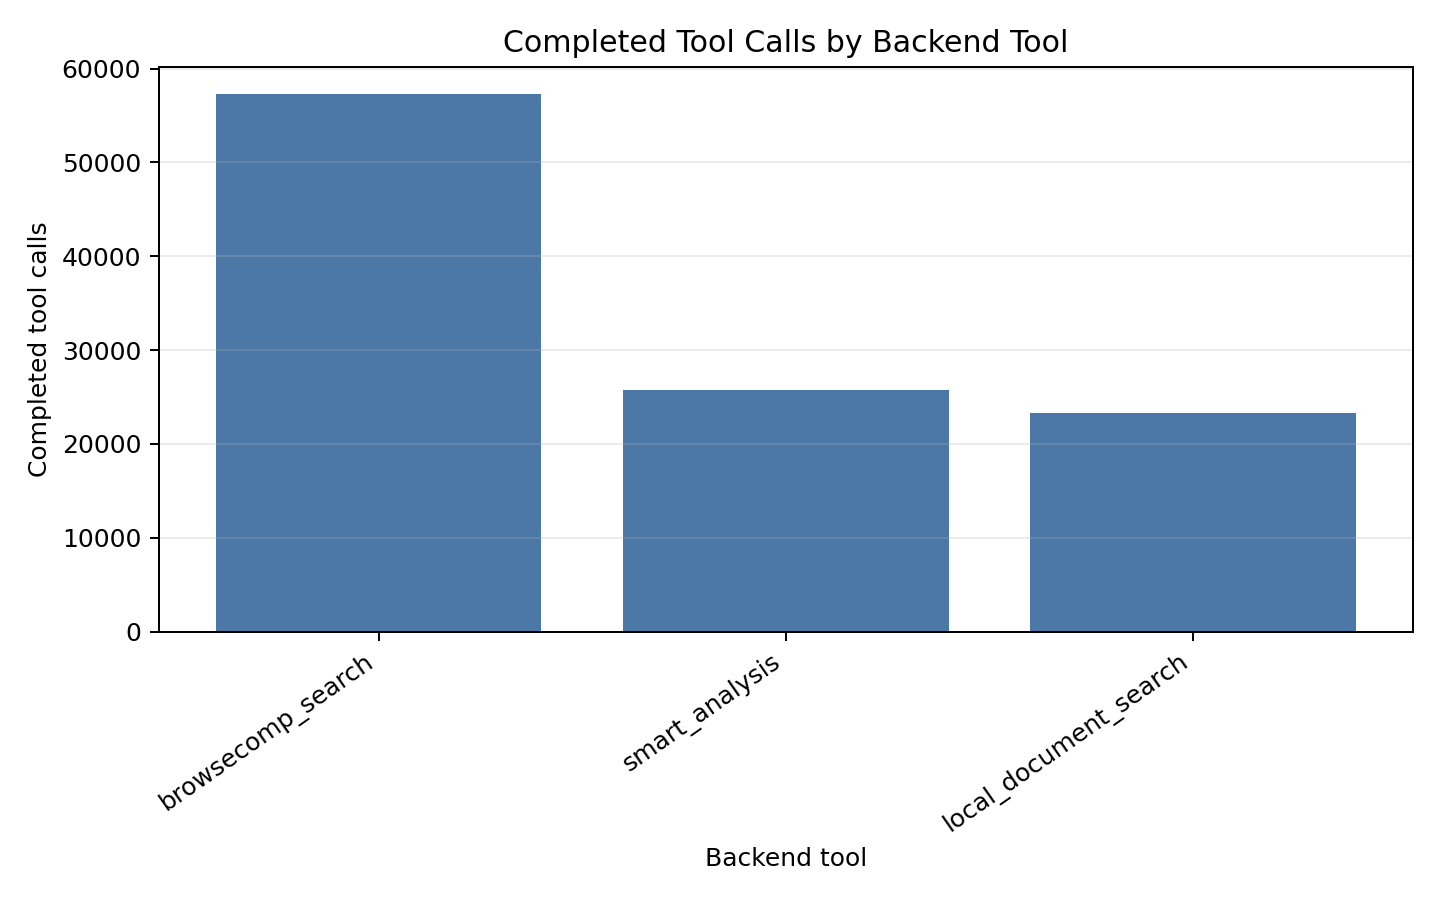 Completed Tool Calls by Backend Tool
60000
50000
40000
30000
20000
10000
0
Completed tool calls
browsecomp_search
smart_analysis
local_document_search
Backend tool